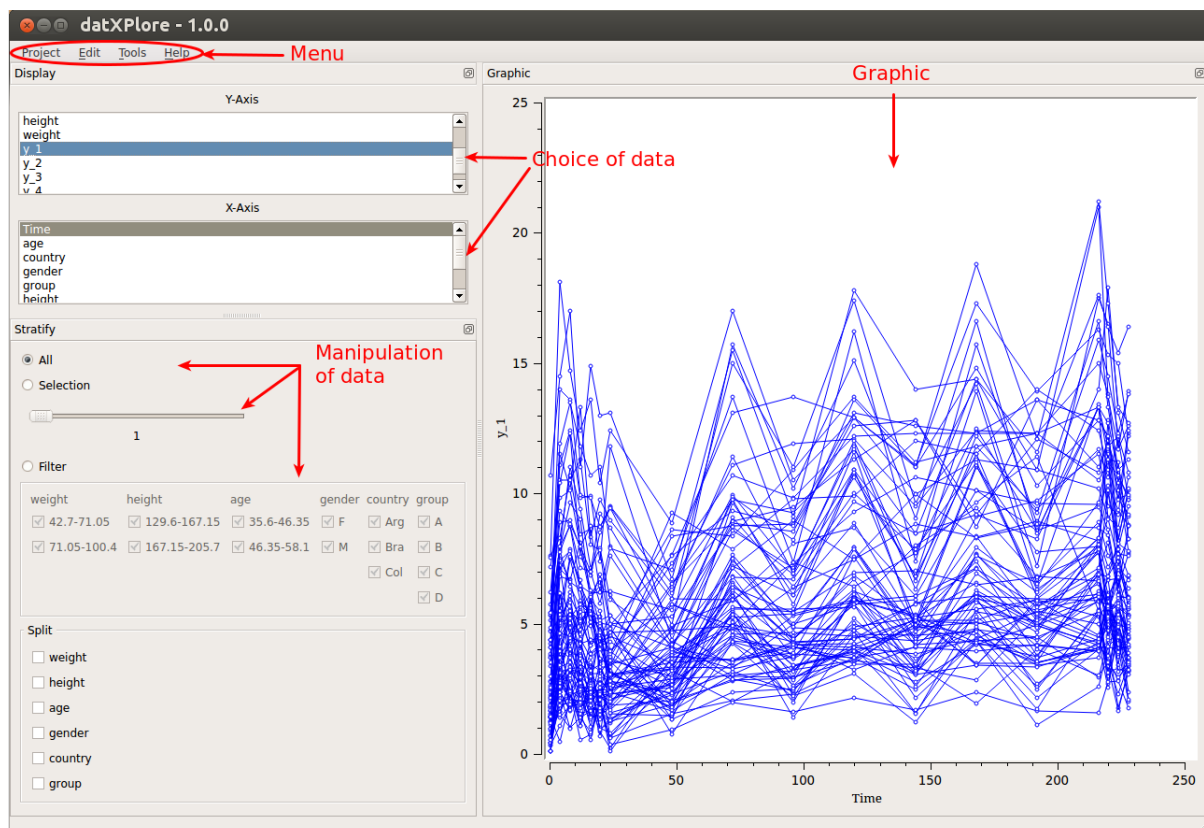 datXPlore - 1.0.0
Project Edit Tools Help
Menu
Display
Y-Axis
height
weight
y_1
y_2
y_3
y_4
X-Axis
Time
age
country
gender
group
height
Choice of data
Stratify
All
Selection
1
Manipulation
of data
Filter
weight height age gender country group
42.7-71.05 129.6-167.15 35.6-46.35 F Arg A
71.05-100.4 167.15-205.7 46.35-58.1 M Bra B
Col C
D
Split
weight
height
age
gender
country
group
Graphic
Graphic
25
20
15
10
5
0
y_1
0 50 100 150 200 250
Time